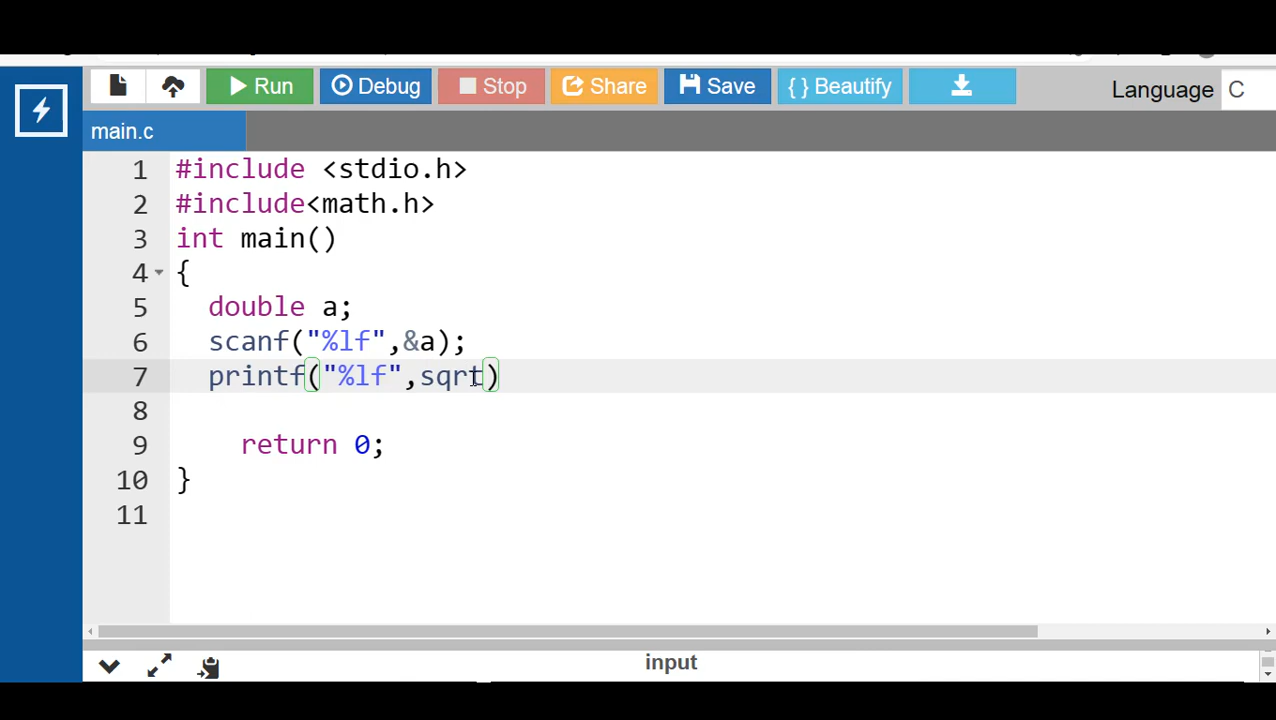 Run Debug Stop Share Save { } Beautify Language C
main.c
1 #include <stdio.h>
2 #include<math.h>
3 int main()
4 {
5 double a;
6 scanf("%lf",&a);
7 printf("%lf",sqrt)
8
9 return 0;
10 }
11
input